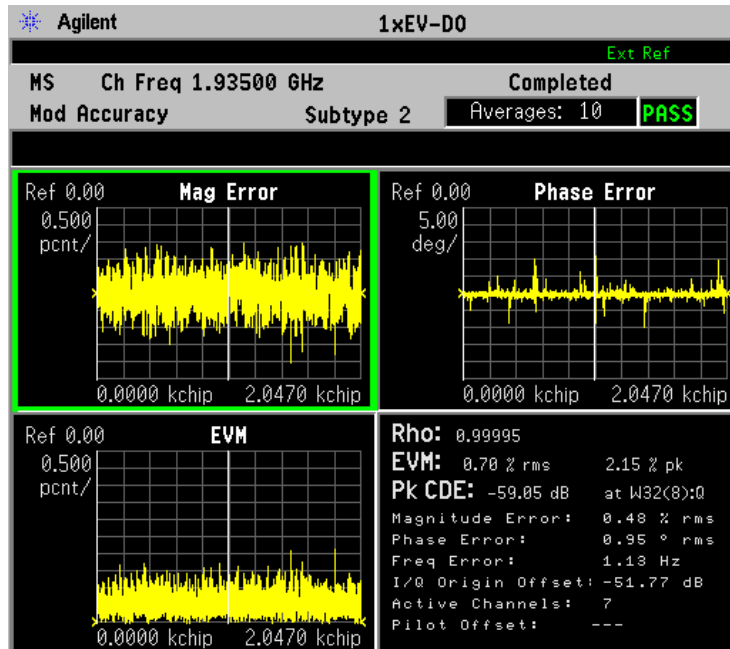 Agilent 1xEV-DO
Ext Ref
MS Ch Freq 1.93500 GHz Completed
Mod Accuracy Subtype 2 Averages: 10 PASS
Ref 0.00 Mag Error
0.500
pcnt/
0.0000 kchip 2.0470 kchip
Ref 0.00 Phase Error
5.00
deg/
0.0000 kchip 2.0470 kchip
Ref 0.00 EVM
0.500
pcnt/
0.0000 kchip 2.0470 kchip
Rho: 0.99995
EVM: 0.70 % rms 2.15 % pk
Pk CDE: -59.05 dB at W32(8):Q
Magnitude Error: 0.48 % rms
Phase Error: 0.95 ° rms
Freq Error: 1.13 Hz
I/Q Origin Offset: -51.77 dB
Active Channels: 7
Pilot Offset: ---